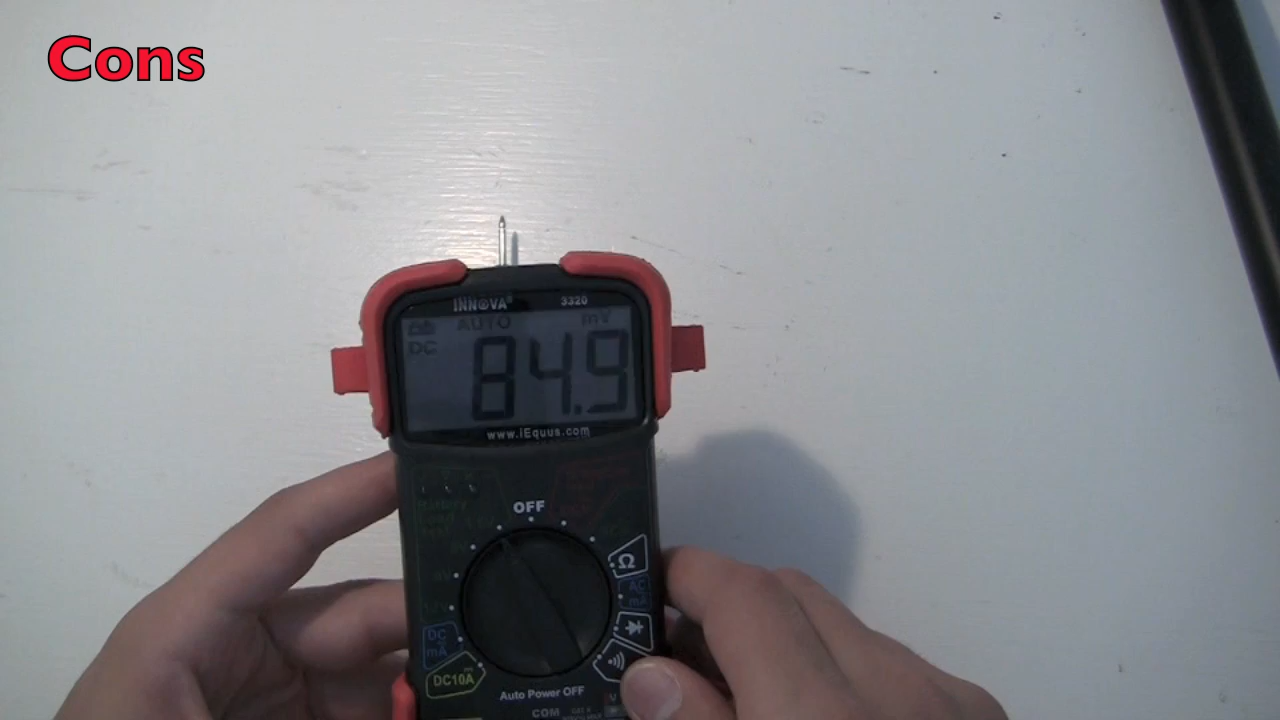 Cons
INNOVA® 3320
AUTO mV
DC
84.9
www.iEquus.com
OFF
Ω
AC
mA
DC
mA
DC10A
Auto Power OFF
COM